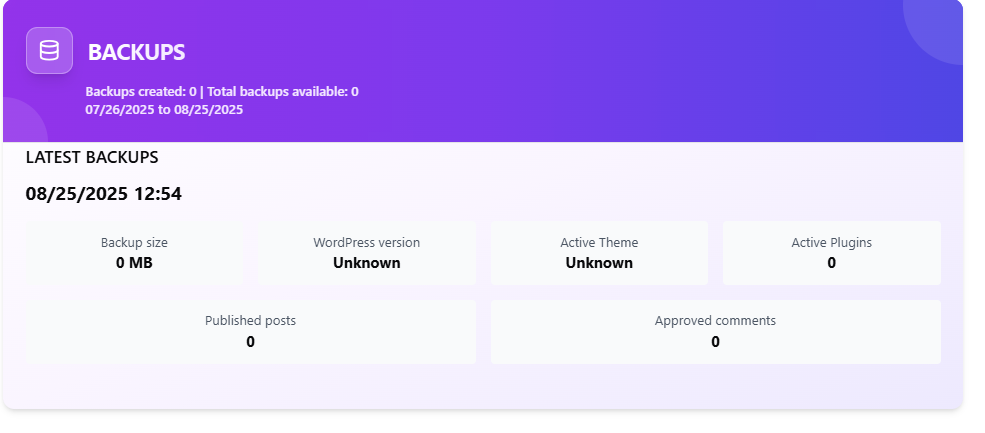 BACKUPS
Backups created: 0 | Total backups available: 0
07/26/2025 to 08/25/2025
LATEST BACKUPS
08/25/2025 12:54
Backup size
0 MB
WordPress version
Unknown
Active Theme
Unknown
Active Plugins
0
Published posts
0
Approved comments
0